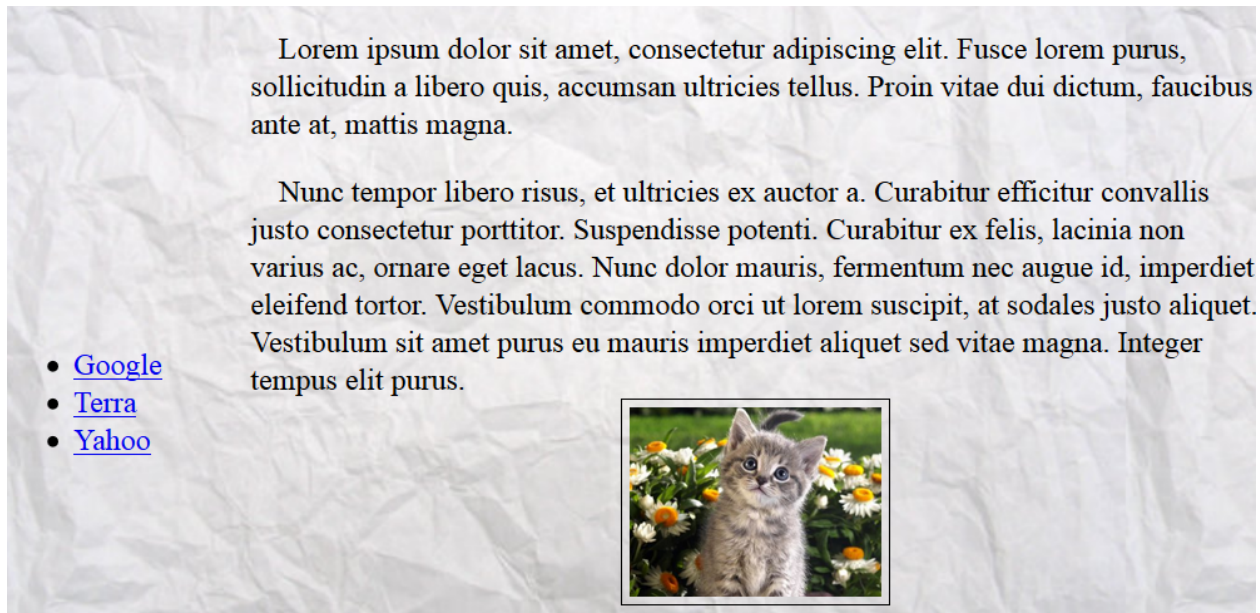 Lorem ipsum dolor sit amet, consectetur adipiscing elit. Fusce lorem purus,
sollicitudin a libero quis, accumsan ultricies tellus. Proin vitae dui dictum, faucibus
ante at, mattis magna.
Nunc tempor libero risus, et ultricies ex auctor a. Curabitur efficitur convallis
justo consectetur porttitor. Suspendisse potenti. Curabitur ex felis, lacinia non
varius ac, ornare eget lacus. Nunc dolor mauris, fermentum nec augue id, imperdiet
eleifend tortor. Vestibulum commodo orci ut lorem suscipit, at sodales justo aliquet.
Vestibulum sit amet purus eu mauris imperdiet aliquet sed vitae magna. Integer
tempus elit purus.
Google
Terra
Yahoo